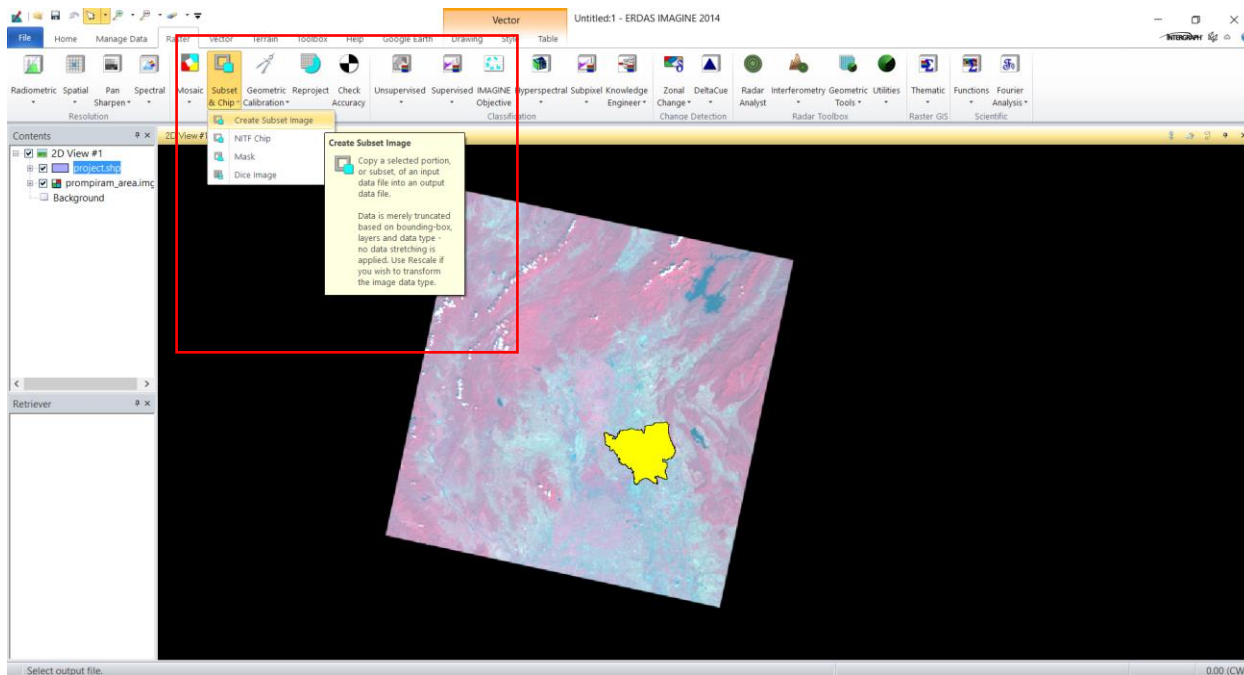 Vector
Untitled:1 - ERDAS IMAGINE 2014
File Home Manage Data Raster Vector Terrain Toolbox Help Google Earth Drawing Style Table
INTERGRAPH
Radiometric Spatial Pan Sharpen Spectral Mosaic Subset & Chip Geometric Calibration Reproject Check Accuracy Unsupervised Supervised IMAGINE Objective Hyperspectral Subpixel Knowledge Engineer Zonal Change DeltaCue Radar Analyst Interferometry Geometric Tools Utilities Thematic Functions Fourier Analysis
Resolution Classification Change Detection Radar Toolbox Raster GIS Scientific
Create Subset Image
NITF Chip
Mask
Dice Image
Contents
2D View #1
2D View #1
project.shp
prompiram_area.img
Background
Create Subset Image
Copy a selected portion,
or subset, of an input
data file into an output
data file.
Data is merely truncated
based on bounding-box,
layers and data type -
no data stretching is
applied. Use Rescale if
you wish to transform
the image data type.
Retriever
Select output file.
0.00 (CW